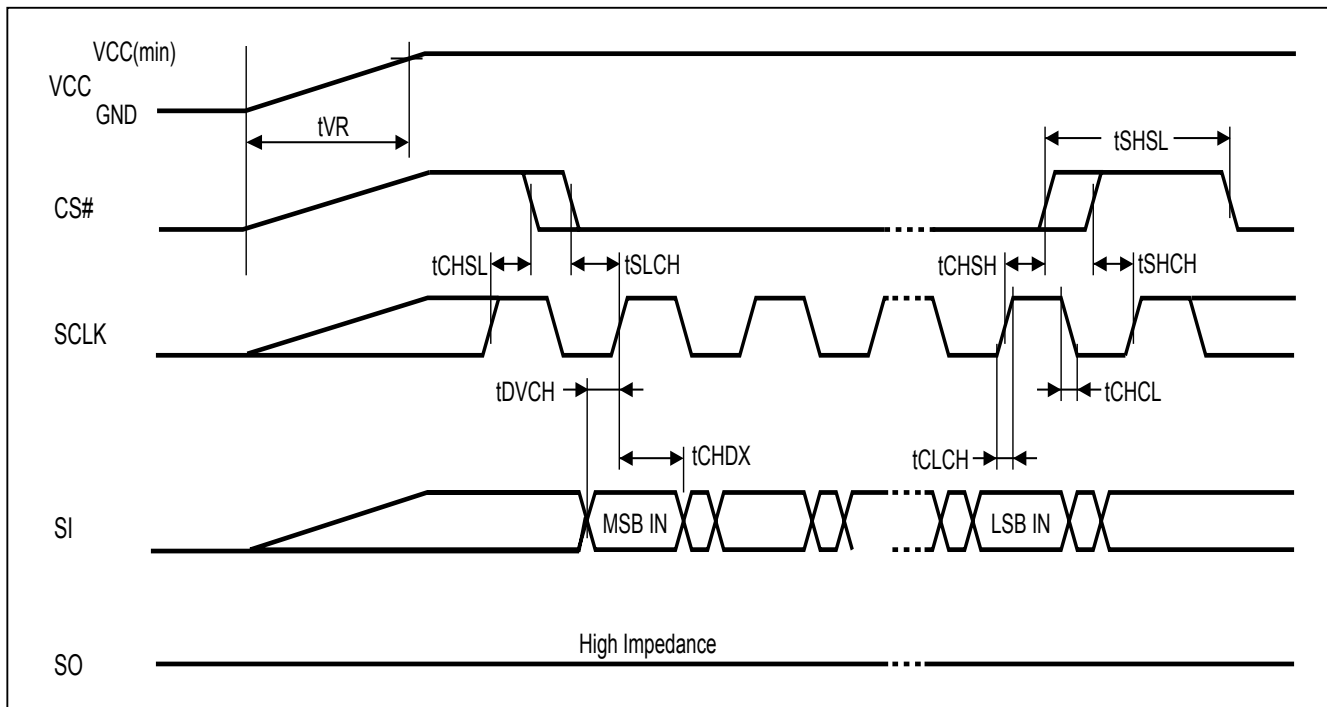 VCC(min)
VCC
GND
tVR
tSHSL
CS#
tCHSL
tSLCH
tCHSH
tSHCH
SCLK
tDVCH
tCHCL
tCHDX
tCLCH
SI
MSB IN
LSB IN
High Impedance
SO